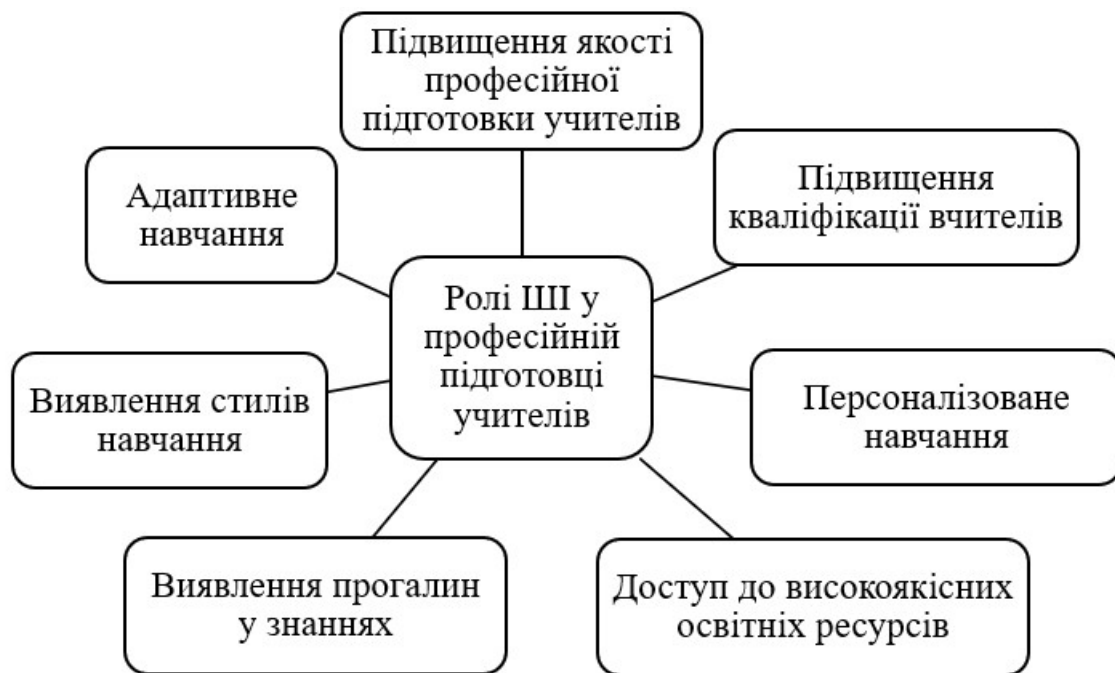 Підвищення якості
професійної
підготовки учителів
Адаптивне
навчання
Підвищення
кваліфікації вчителів
Ролі ШІ у
професійній
підготовці
учителів
Виявлення стилів
навчання
Персоналізоване
навчання
Виявлення прогалин
у знаннях
Доступ до високоякісних
освітніх ресурсів